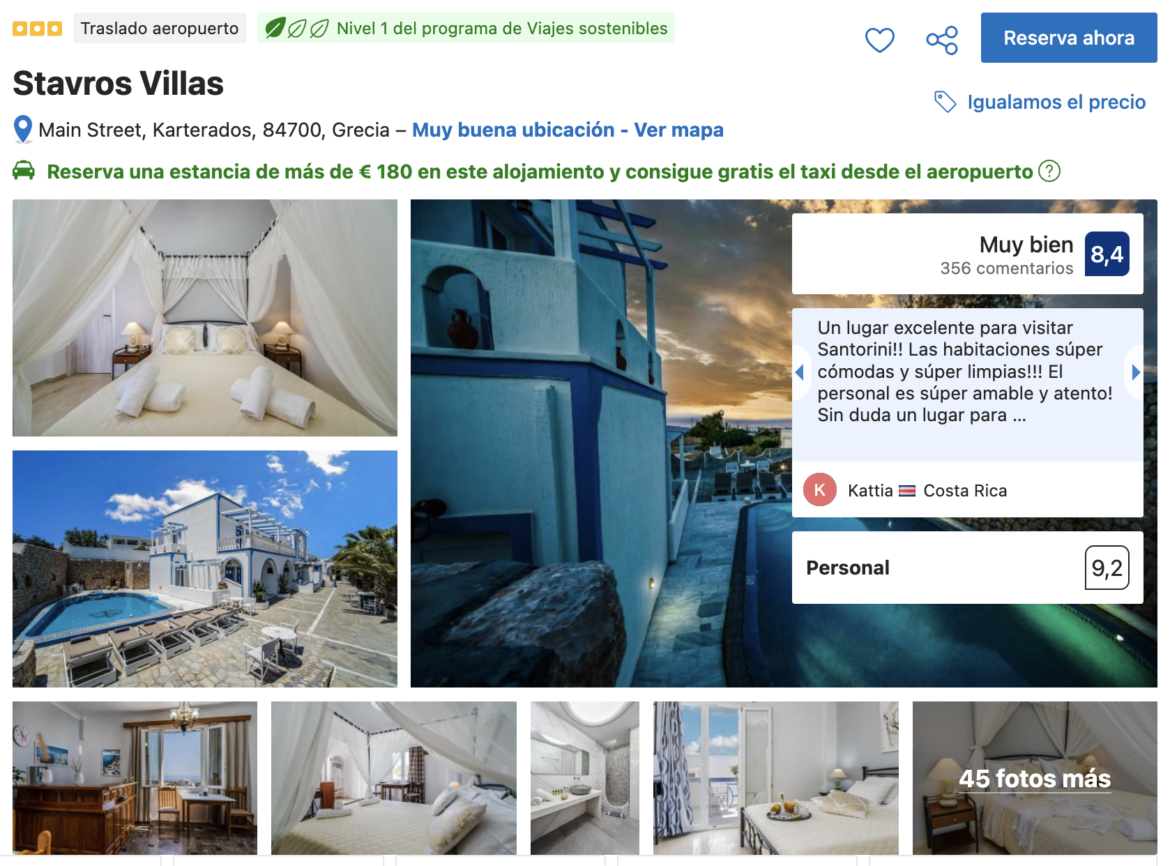 Traslado aeropuerto
Nivel 1 del programa de Viajes sostenibles
Reserva ahora
Stavros Villas
Igualamos el precio
Main Street, Karterados, 84700, Grecia – Muy buena ubicación - Ver mapa
Reserva una estancia de más de € 180 en este alojamiento y consigue gratis el taxi desde el aeropuerto ?
Muy bien
356 comentarios
8,4
Un lugar excelente para visitar
Santorini!! Las habitaciones súper
cómodas y súper limpias!!! El
personal es súper amable y atento!
Sin duda un lugar para ...
K Kattia Costa Rica
Personal 9,2
45 fotos más